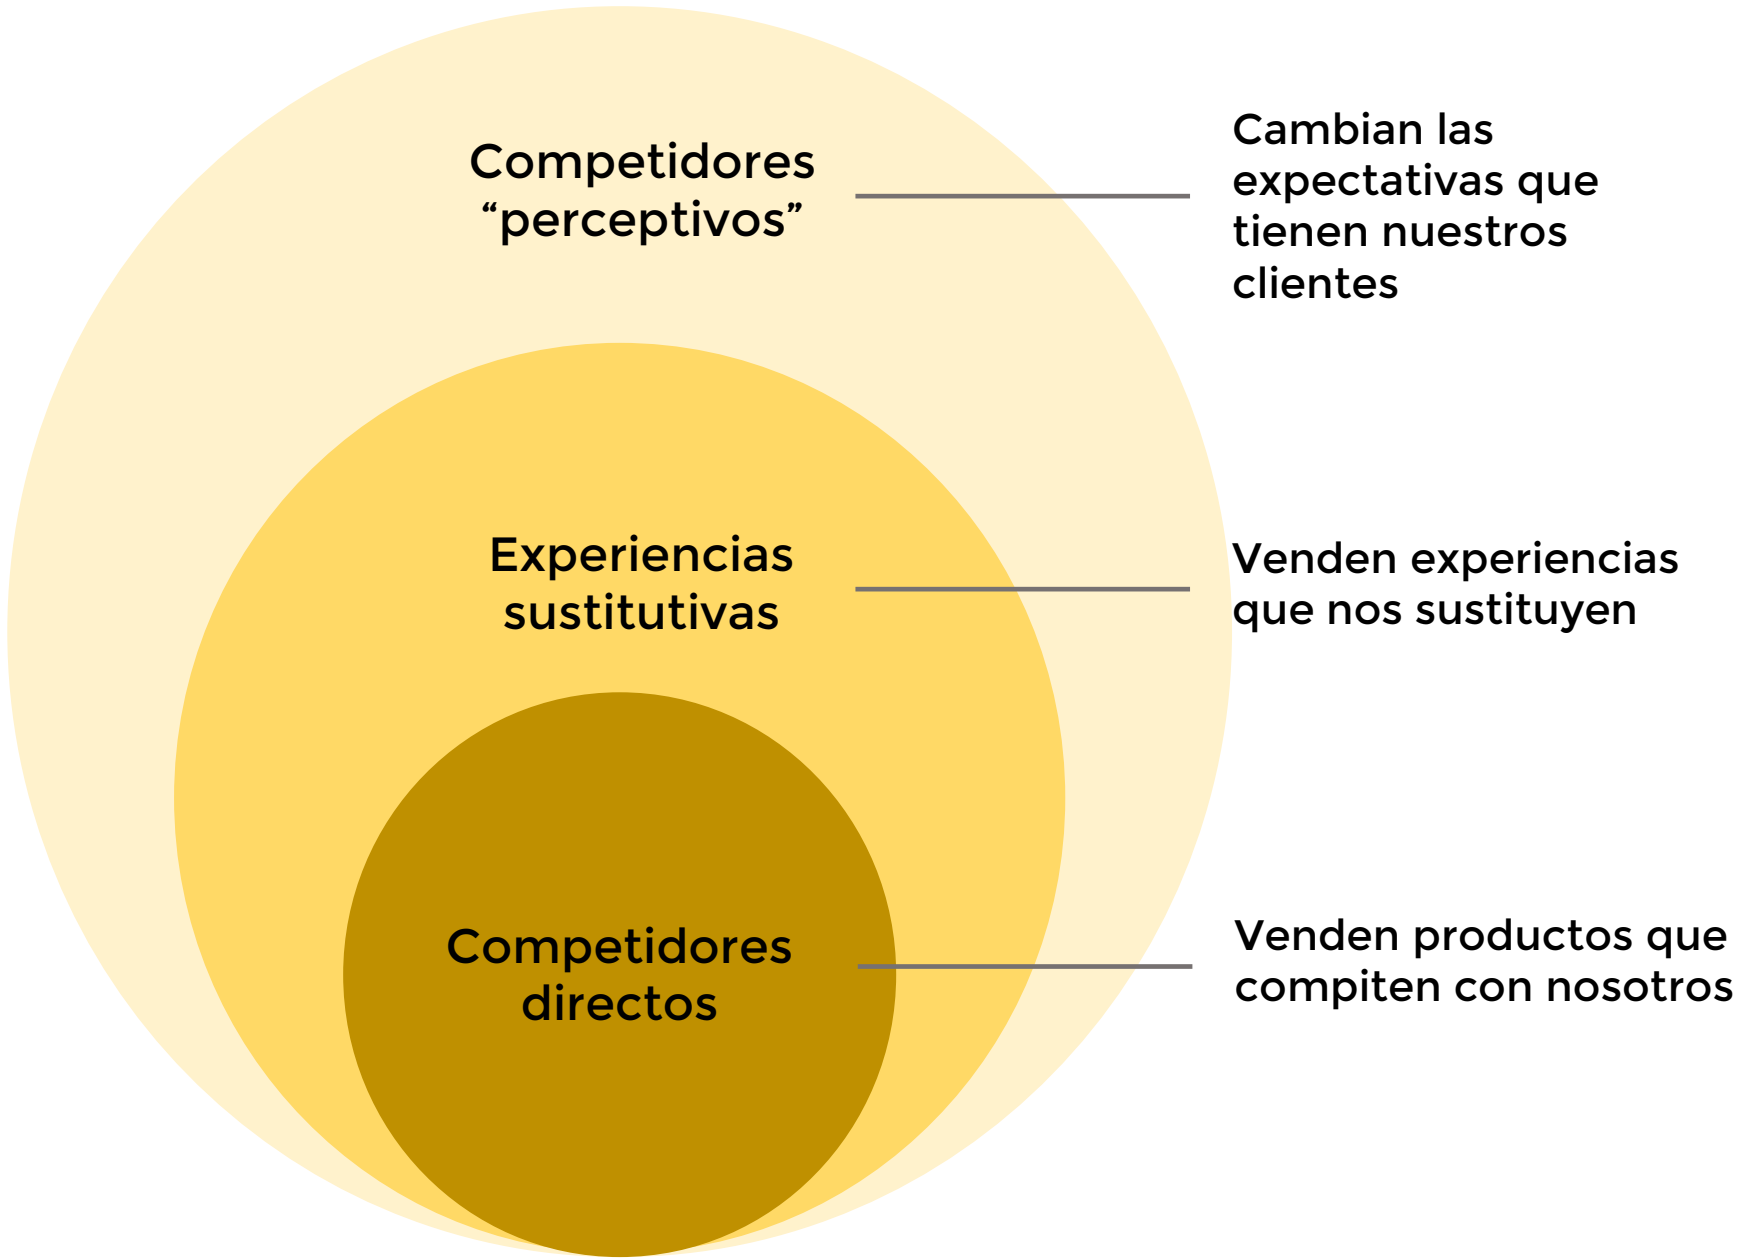 Competidores
“perceptivos”
Cambian las
expectativas que
tienen nuestros
clientes
Experiencias
sustitutivas
Venden experiencias
que nos sustituyen
Competidores
directos
Venden productos que
compiten con nosotros